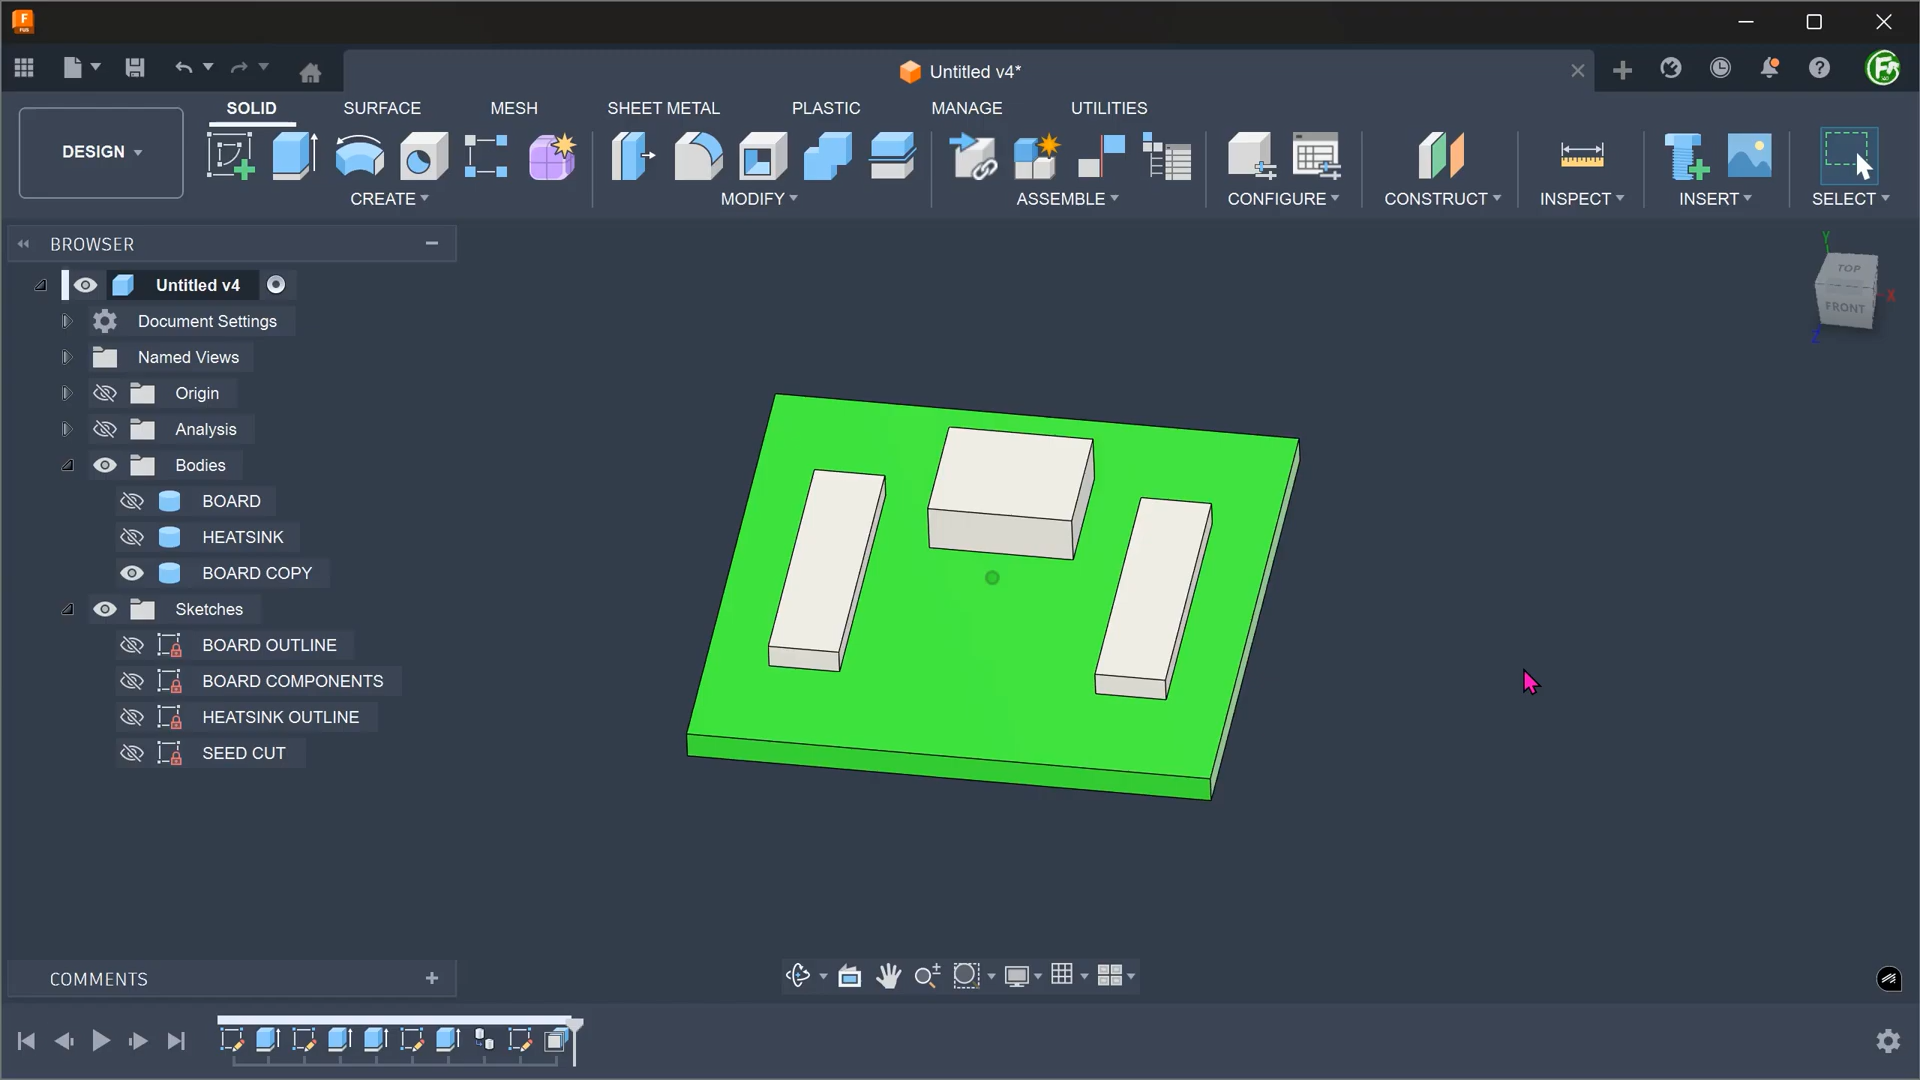 Untitled v4*
SOLID
SURFACE
MESH
SHEET METAL
PLASTIC
MANAGE
UTILITIES
DESIGN
CREATE
MODIFY
ASSEMBLE
CONFIGURE
CONSTRUCT
INSPECT
INSERT
SELECT
BROWSER
Untitled v4
Document Settings
Named Views
Origin
Analysis
Bodies
BOARD
HEATSINK
BOARD COPY
Sketches
BOARD OUTLINE
BOARD COMPONENTS
HEATSINK OUTLINE
SEED CUT
Y
TOP
X
FRONT
Z
COMMENTS